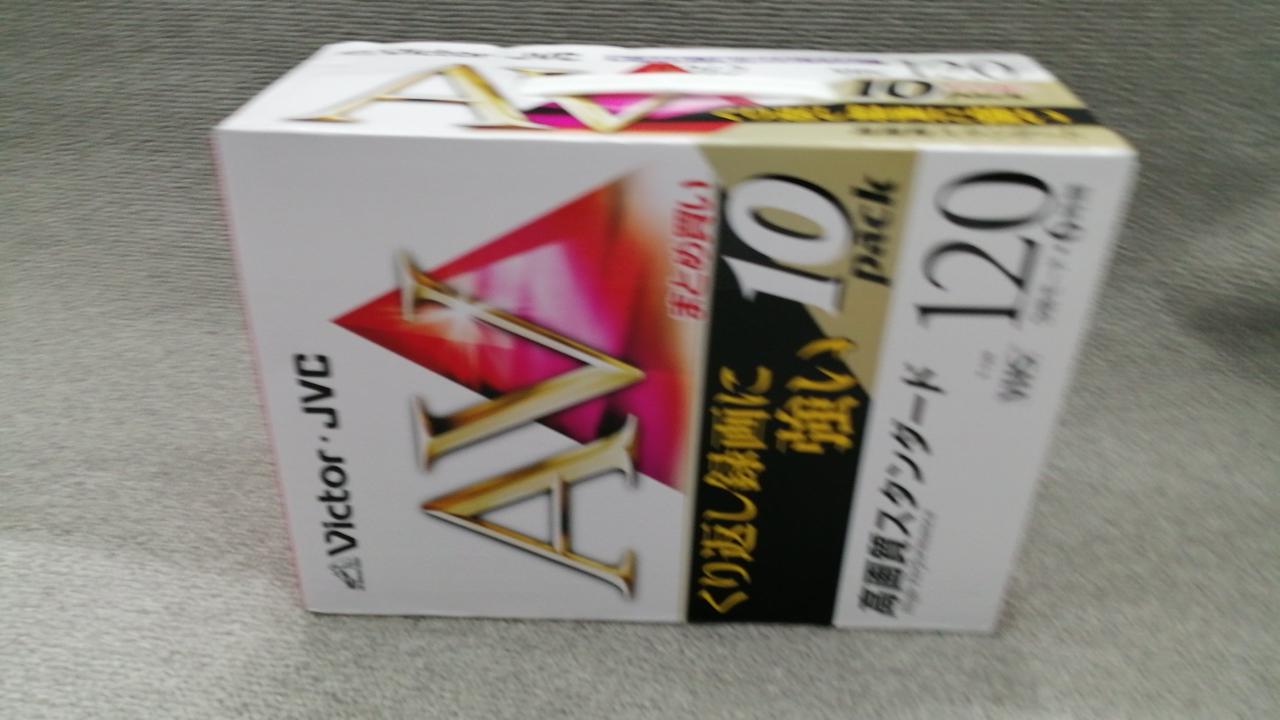 Victor・JVC
AV
まとめ買い
10
pack
くり返し録画に
強い
120
VHS
高画質スタンダード
10